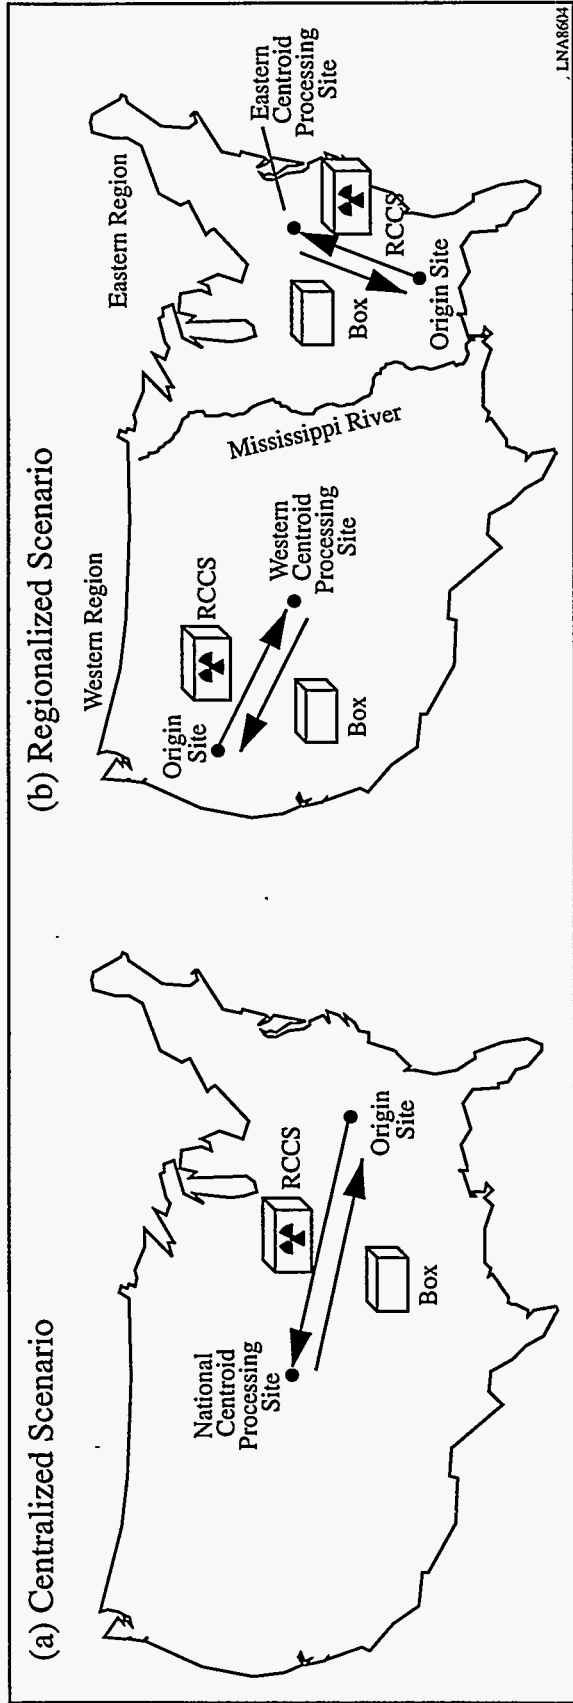 (a) Centralized Scenario
National
Centroid
Processing
Site
RCCS
Box
Origin
Site
(b) Regionalized Scenario
Western Region
Eastern Region
Origin
Site
RCCS
Box
Western
Centroid
Processing
Site
Mississippi River
Box
Eastern
Centroid
Processing
Site
RCCS
Origin Site
LNA8604